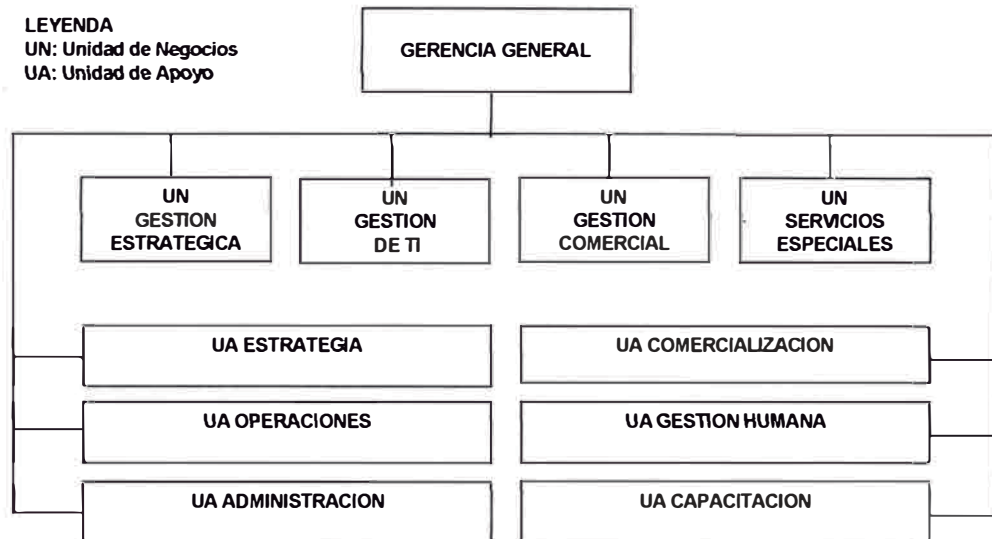 LEYENDA
UN: Unidad de Negocios
UA: Unidad de Apoyo
GERENCIA GENERAL
UN
GESTION
ESTRATEGICA
UN
GESTION
DE TI
UN
GESTION
COMERCIAL
UN
SERVICIOS
ESPECIALES
UA ESTRATEGIA
UA COMERCIALIZACION
UA OPERACIONES
UA GESTION HUMANA
UA ADMINISTRACION
UA CAPACITACION